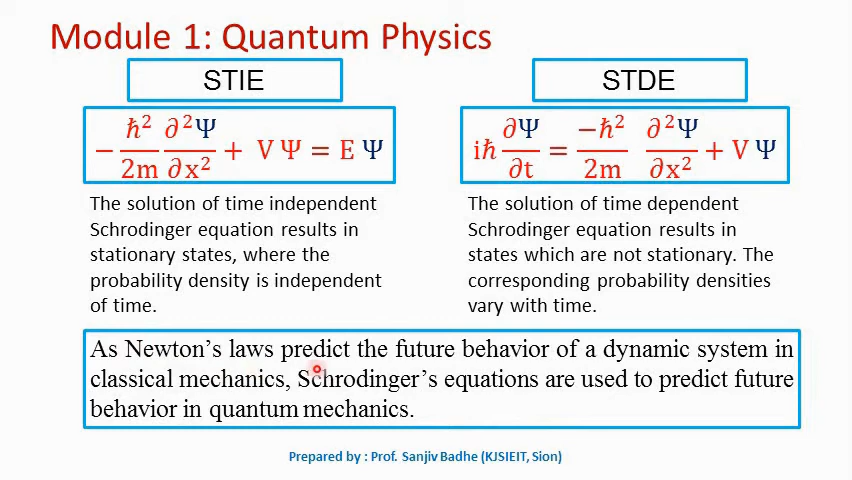 Module 1: Quantum Physics
STIE
STDE
− ħ²/2m ∂²Ψ/∂x² + V Ψ = E Ψ
iħ ∂Ψ/∂t = −ħ²/2m ∂²Ψ/∂x² + V Ψ
The solution of time independent
Schrodinger equation results in
stationary states, where the
probability density is independent
of time.
The solution of time dependent
Schrodinger equation results in
states which are not stationary. The
corresponding probability densities
vary with time.
As Newton’s laws predict the future behavior of a dynamic system in
classical mechanics, Schrodinger’s equations are used to predict future
behavior in quantum mechanics.
Prepared by : Prof. Sanjiv Badhe (KJSIEIT, Sion)